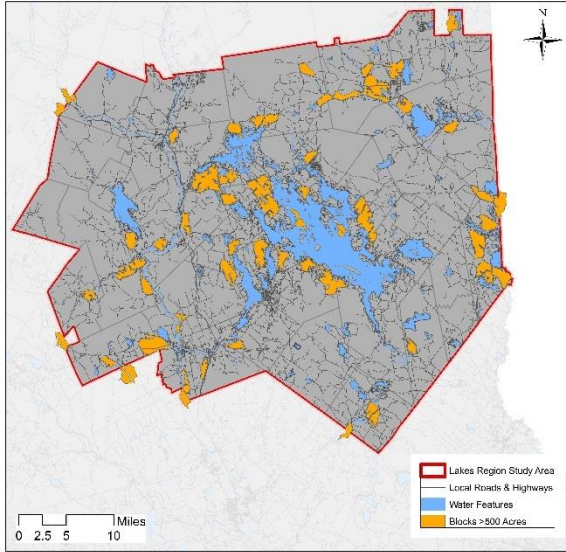 N
Lakes Region Study Area
Local Roads & Highways
Water Features
Blocks >500 Acres
Miles
0 2.5 5 10